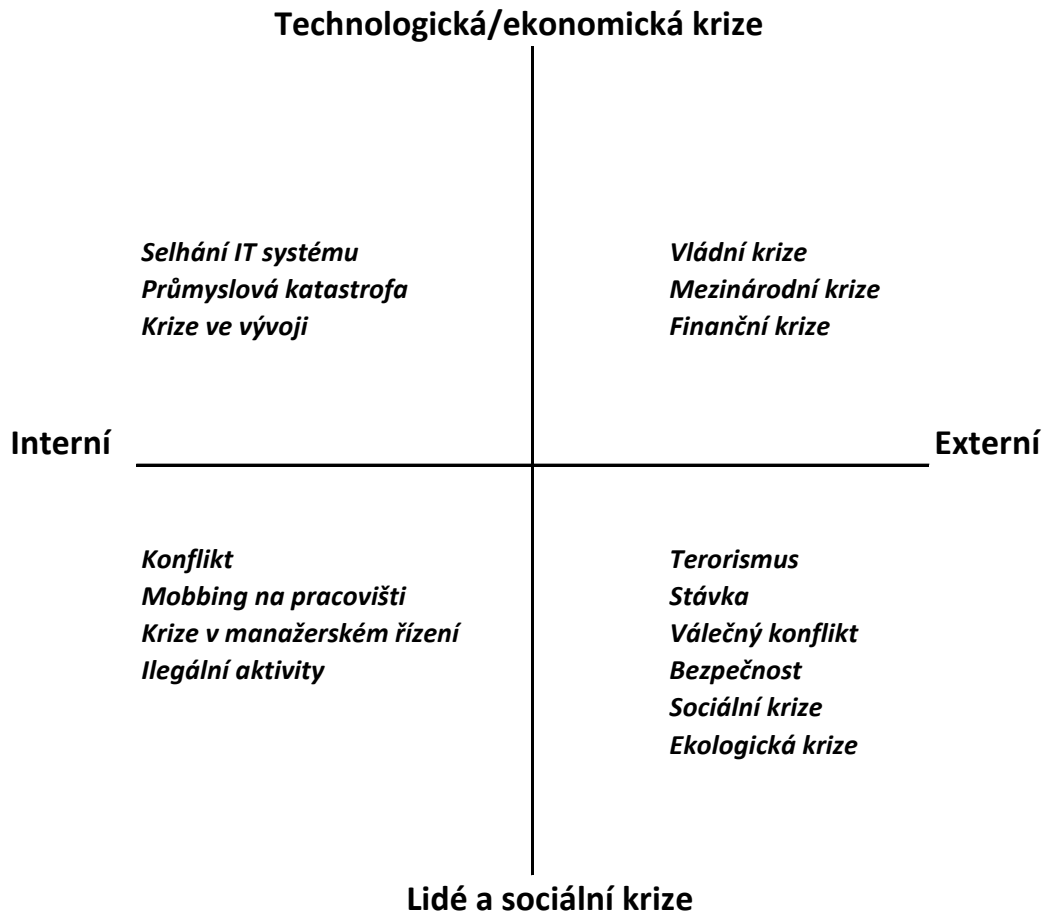 Technologická/ekonomická krize
Selhání IT systému
Průmyslová katastrofa
Krize ve vývoji
Vládní krize
Mezinárodní krize
Finanční krize
Interní
Externí
Konflikt
Mobbing na pracovišti
Krize v manažerském řízení
Ilegální aktivity
Terorismus
Stávka
Válečný konflikt
Bezpečnost
Sociální krize
Ekologická krize
Lidé a sociální krize